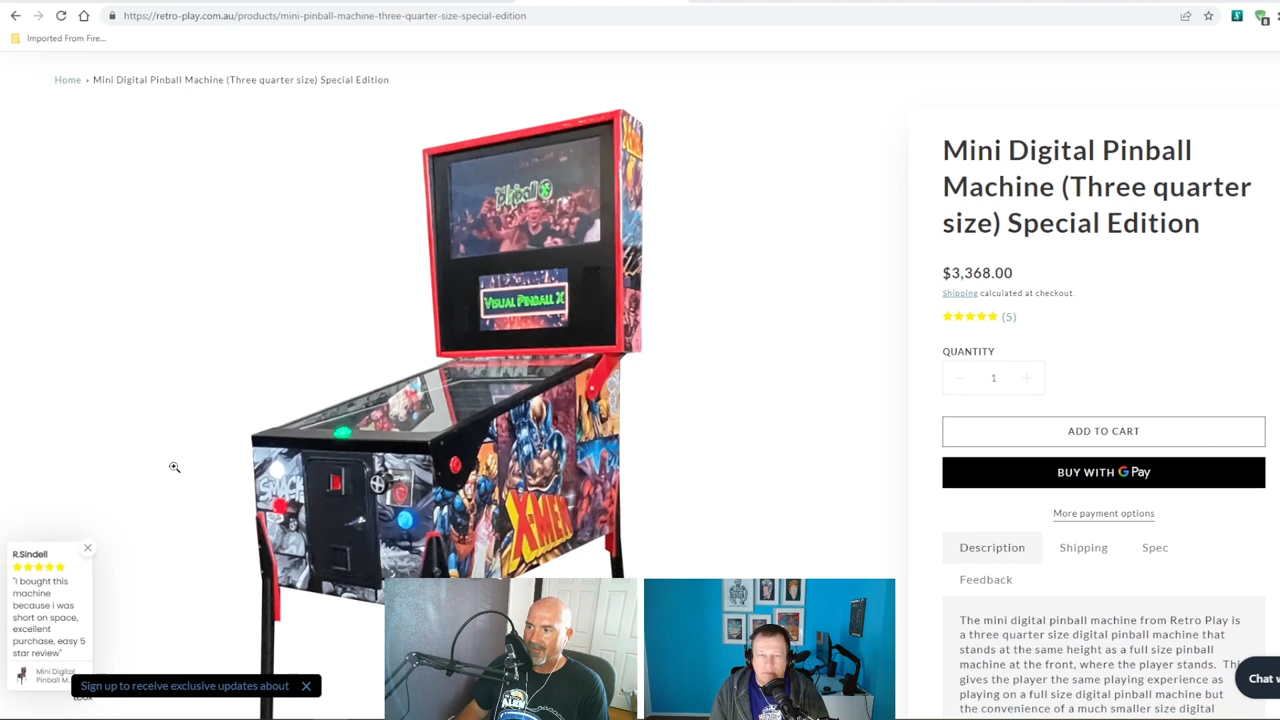 https://retro-play.com.au/products/mini-pinball-machine-three-quarter-size-special-edition
Imported From Fire...
Home › Mini Digital Pinball Machine (Three quarter size) Special Edition
Pinball X
VISUAL PINBALL X
X-MEN
Mini Digital Pinball
Machine (Three quarter
size) Special Edition
$3,368.00
Shipping calculated at checkout.
(5)
QUANTITY
1
ADD TO CART
BUY WITH G Pay
More payment options
Description
Shipping
Spec
Feedback
The mini digital pinball machine from Retro Play is
a three quarter size digital pinball machine that
stands at the same height as a full size pinball
machine at the front, where the player stands.
gives the player the same playing experience as
playing on a full size digital pinball machine but
the convenience of a much smaller size digital
Chat
R.Sindell
"I bought this
machine
because i was
short on space,
excellent
purchase, easy 5
star review"
Mini Digital
Pinball M...
Sign up to receive exclusive updates about